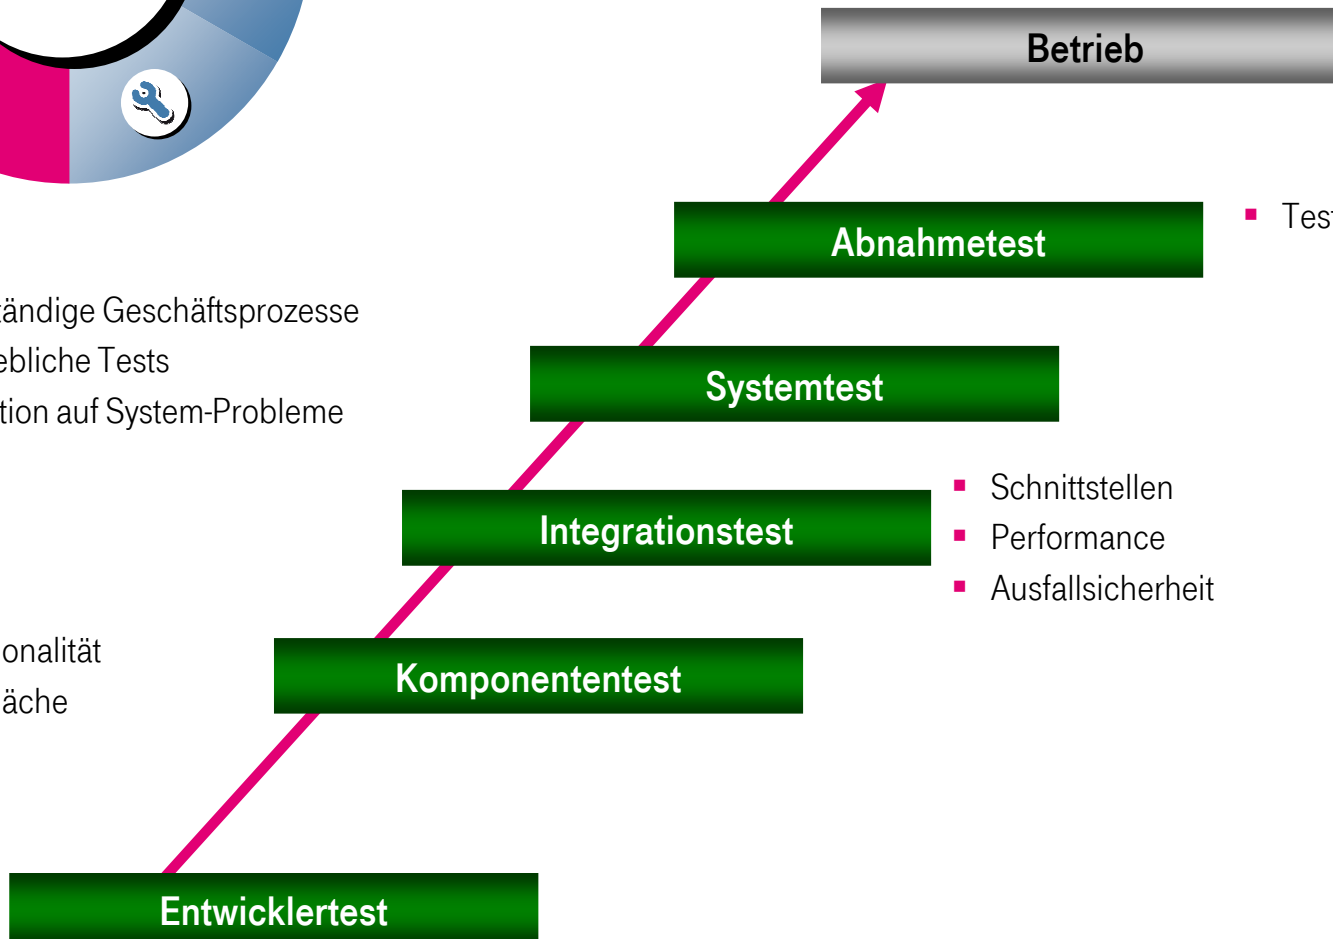 Betrieb
Abnahmetest
Test
tändige Geschäftsprozesse
ebliche Tests
tion auf System-Probleme
Systemtest
Schnittstellen
Performance
Ausfallsicherheit
Integrationstest
onalität
äche
Komponententest
Entwicklertest